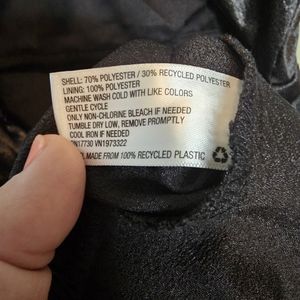 SHELL: 70% POLYESTER / 30% RECYCLED POLYESTER
LINING: 100% POLYESTER
MACHINE WASH COLD WITH LIKE COLORS
GENTLE CYCLE
ONLY NON-CHLORINE BLEACH IF NEEDED
TUMBLE DRY LOW, REMOVE PROMPTLY
COOL IRON IF NEEDED
N17730 VN1973322
MADE FROM 100% RECYCLED PLASTIC